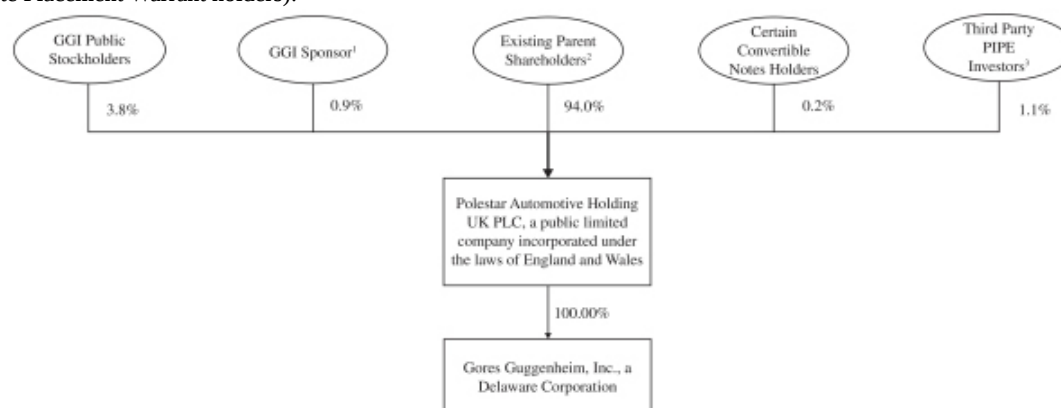 to Placement Warrant holders).
GGI Public
Stockholders
GGI Sponsor¹
Existing Parent
Shareholders²
Certain
Convertible
Notes Holders
Third Party
PIPE
Investors³
3.8%
0.9%
94.0%
0.2%
1.1%
Polestar Automotive Holding
UK PLC, a public limited
company incorporated under
the laws of England and Wales
100.00%
Gores Guggenheim, Inc., a
Delaware Corporation